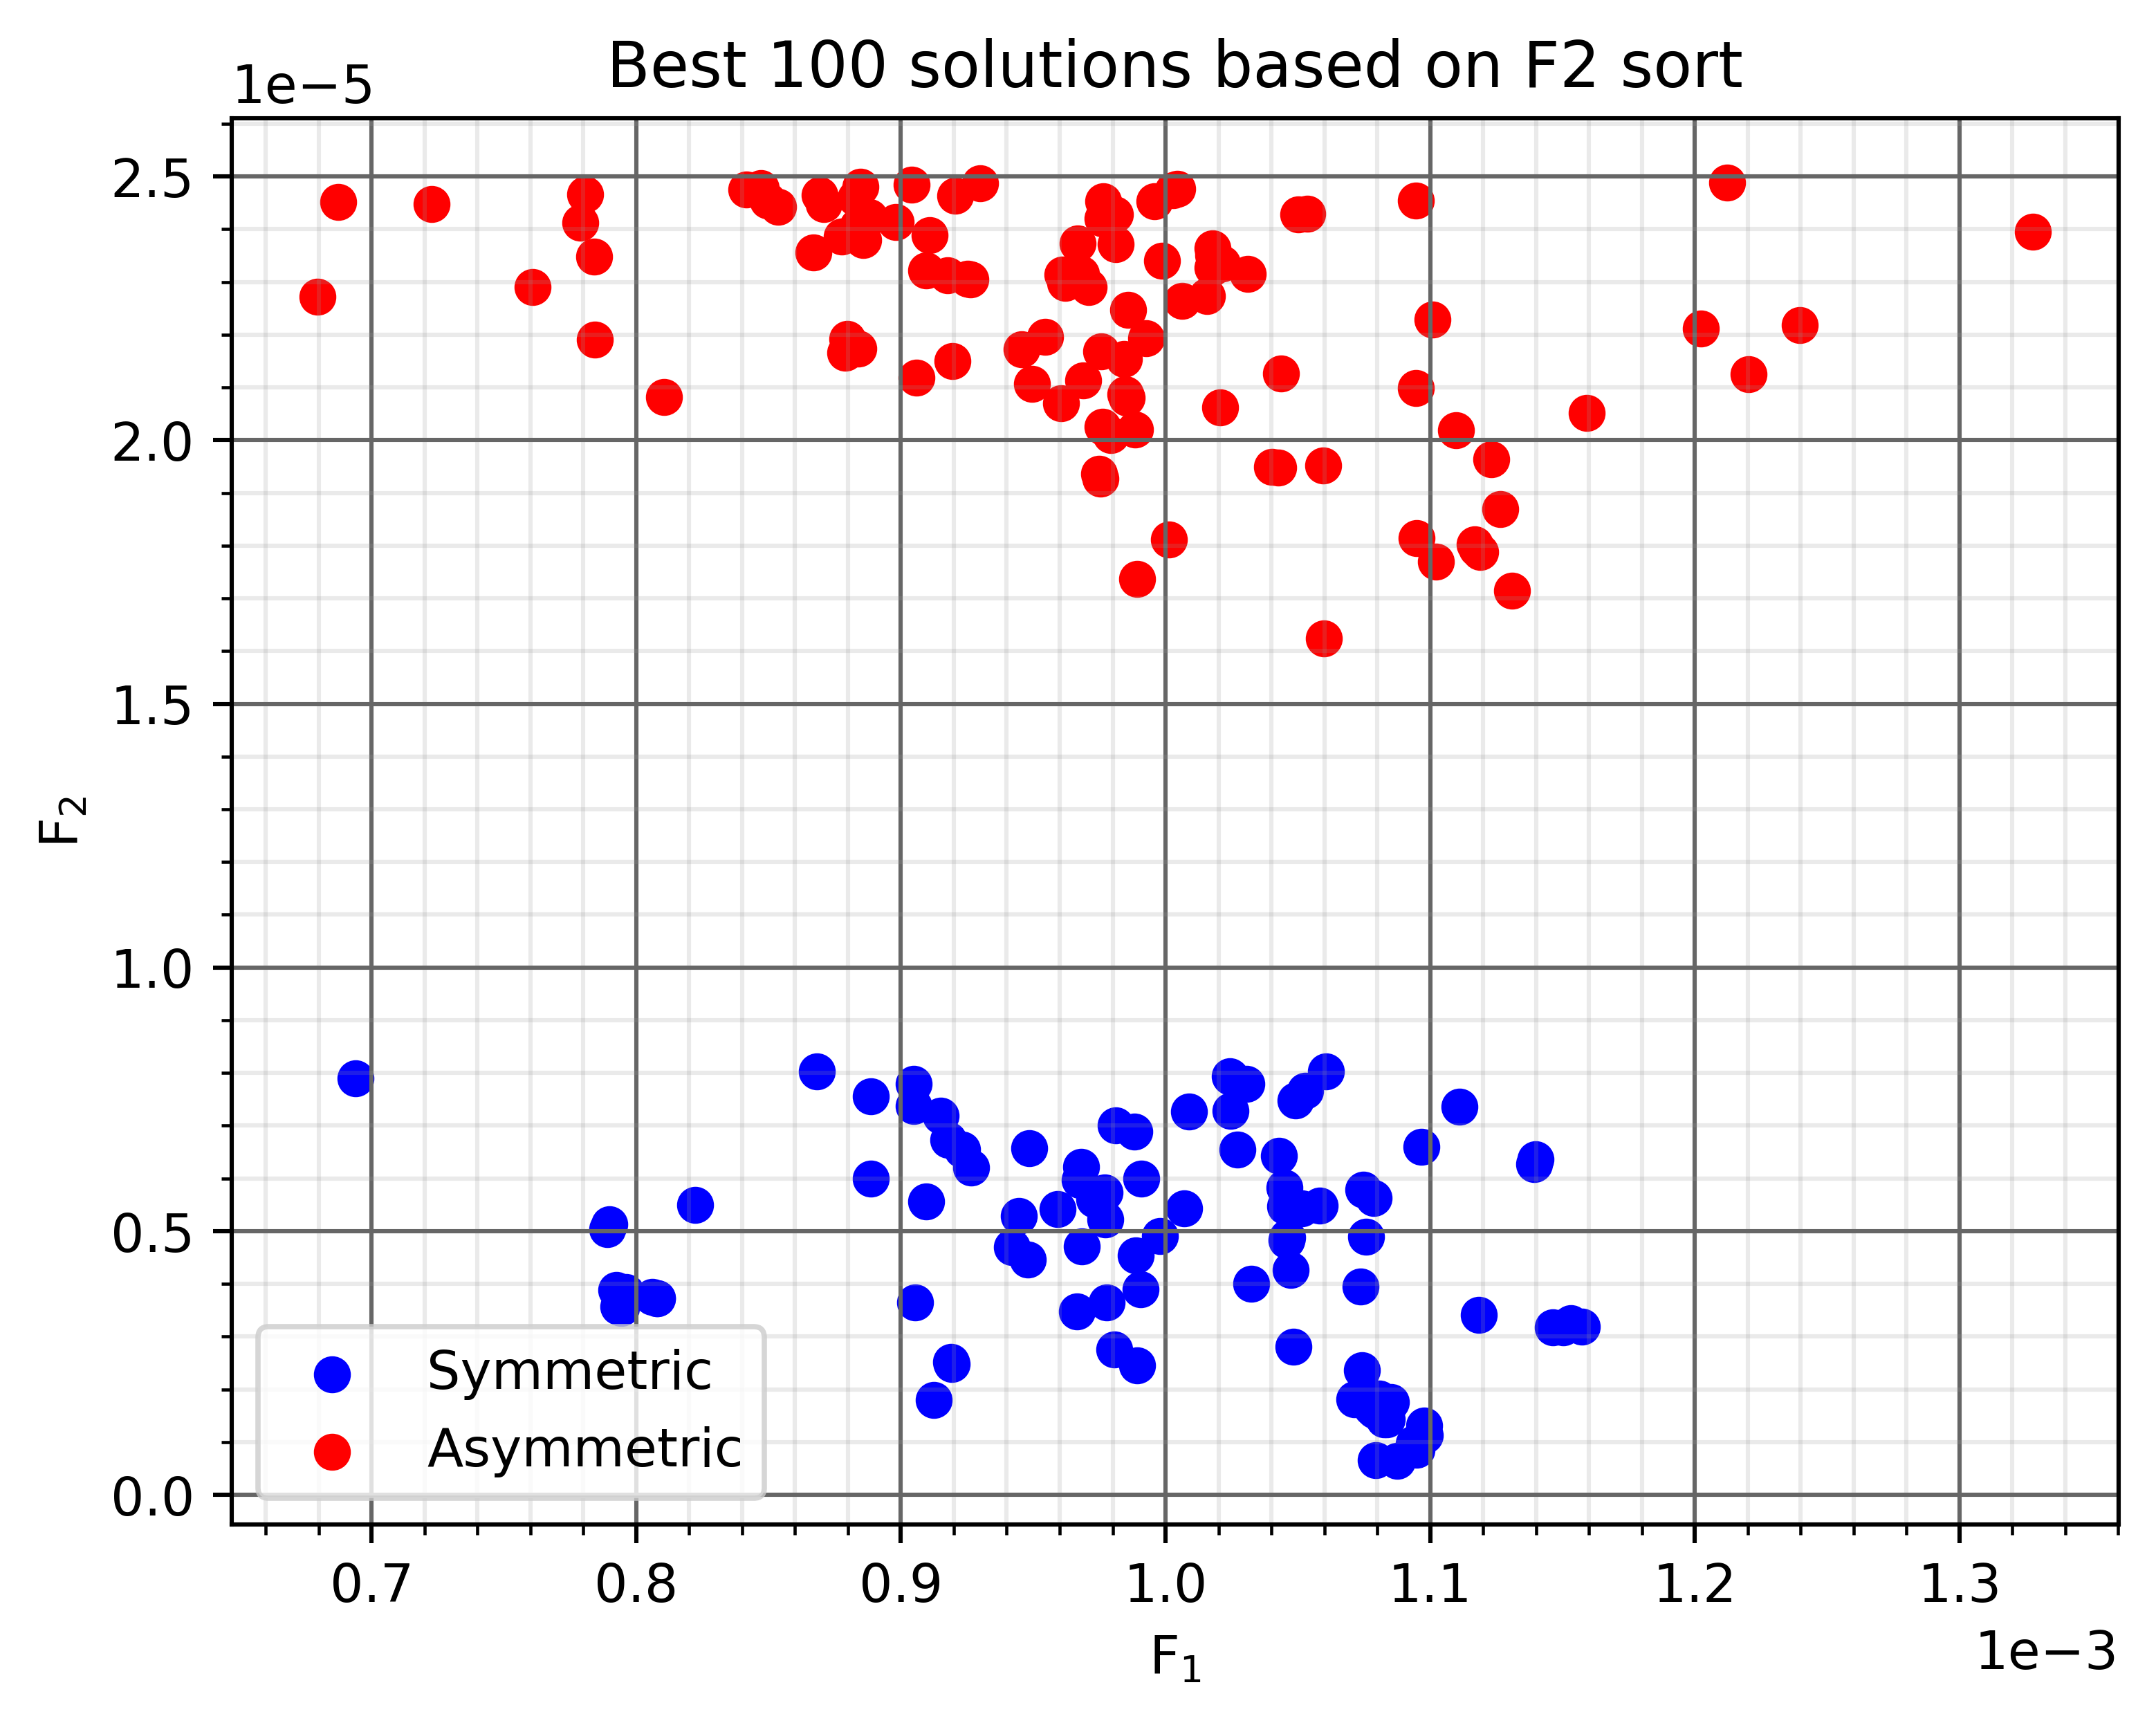 Best 100 solutions based on F2 sort
1e−5
2.5
2.0
1.5
1.0
0.5
0.0
F₂
Symmetric
Asymmetric
0.7 0.8 0.9 1.0 1.1 1.2 1.3
1e−3
F₁